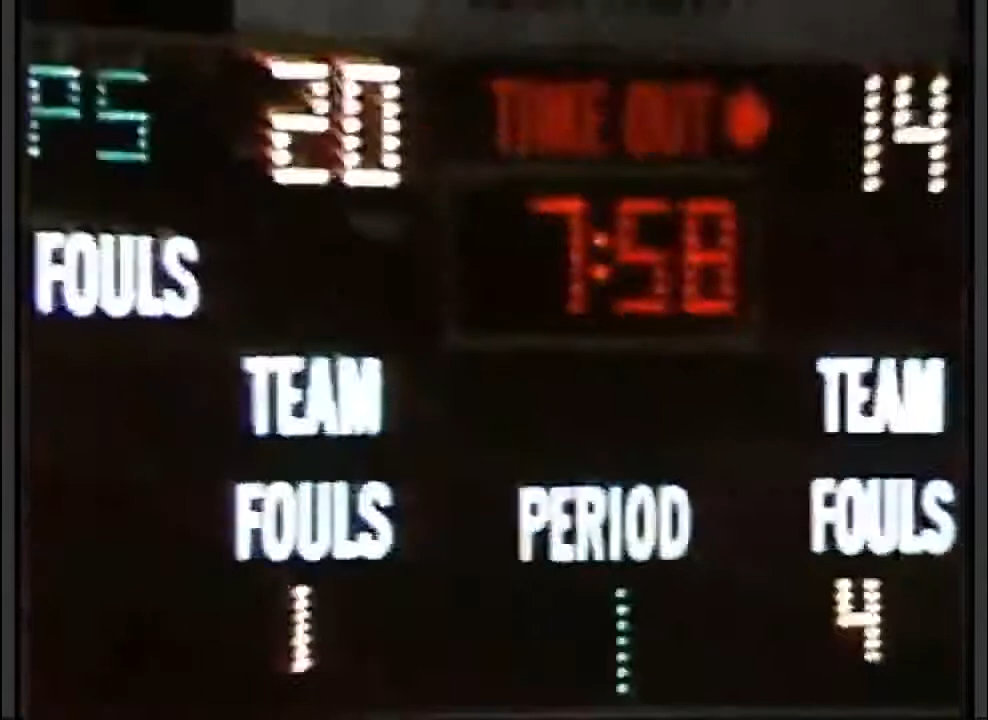 PS 20 TIME OUT 14
7:58
FOULS
TEAM TEAM
FOULS PERIOD FOULS
1 1 4